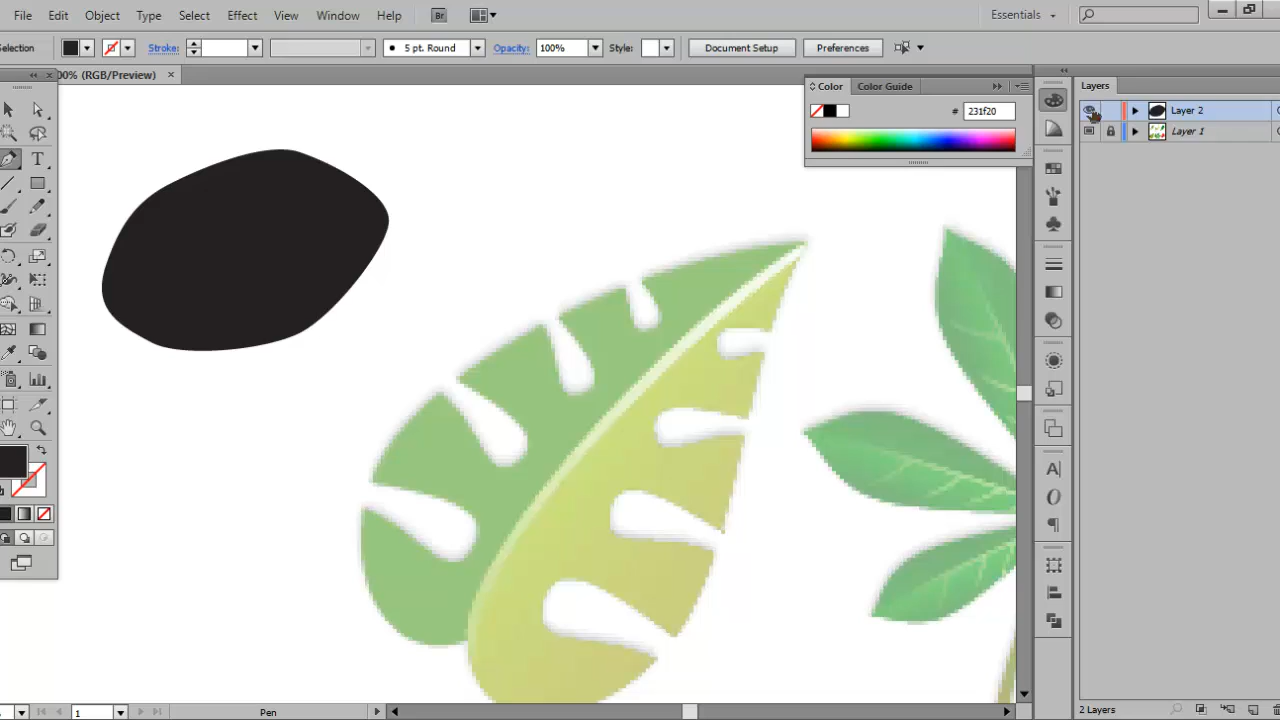 File Edit Object Type Select Effect View Window Help Br Essentials
Selection Stroke: 5 pt. Round Opacity: 100% Style: Document Setup Preferences
00% (RGB/Preview) ×
Color Color Guide
# 231f20
Layers
Layer 2
Layer 1
1 Pen
2 Layers